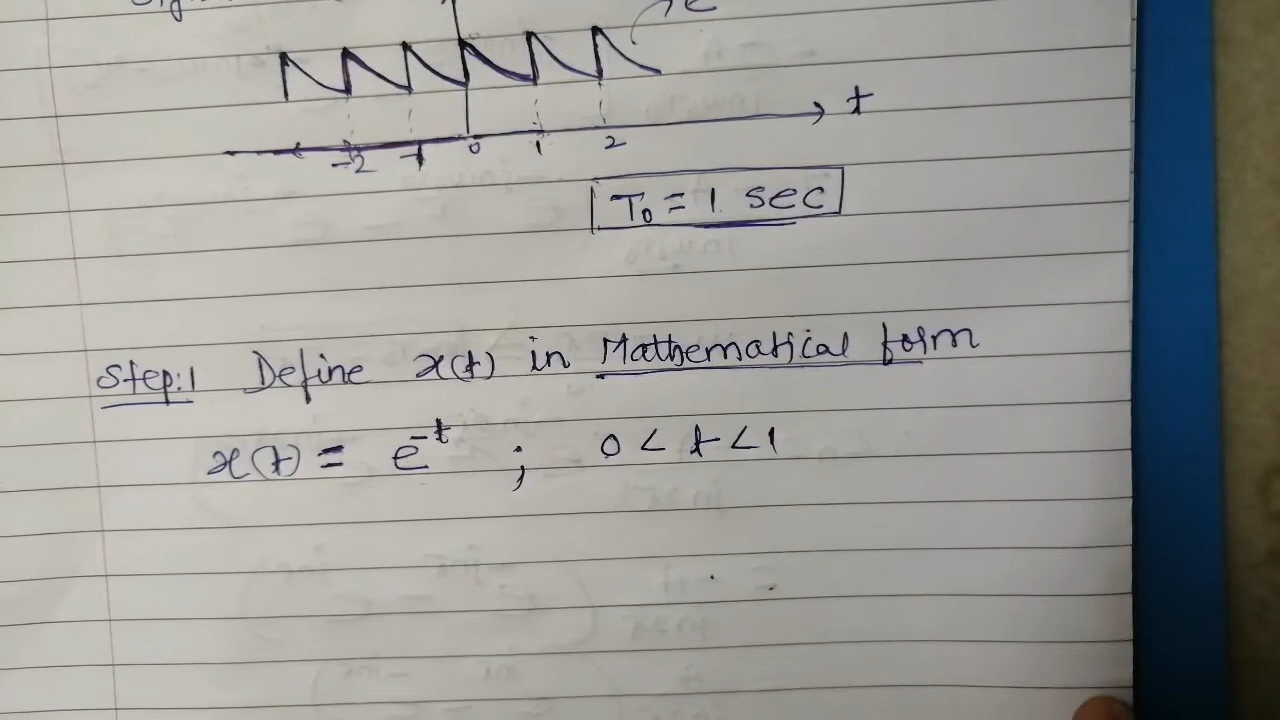 t
-2 -1 0 1 2
T₀ = 1 sec
Step:1 Define x(t) in Mathematical form
x(t) = e^-t ; 0 < t < 1